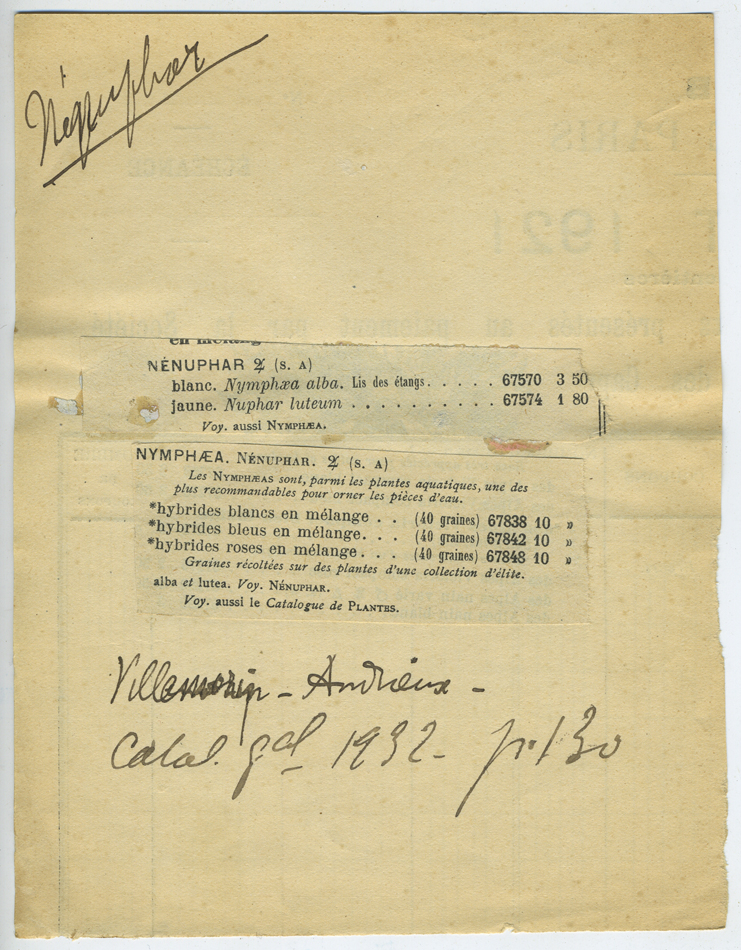 Nénuphar
NÉNUPHAR ♃ (S. A)
blanc. Nymphæa alba. Lis des étangs. . . . . . 67570 3 50
jaune. Nuphar luteum . . . . . . . . . . 67574 1 80
Voy. aussi NYMPHÆA.
NYMPHÆA. NÉNUPHAR. ♃ (S. A)
Les NYMPHÆAS sont, parmi les plantes aquatiques, une des
plus recommandables pour orner les pièces d'eau.
*hybrides blancs en mélange . . (40 graines) 67838 10 »
*hybrides bleus en mélange. . . (40 graines) 67842 10 »
*hybrides roses en mélange . . . (40 graines) 67848 10 »
Graines récoltées sur des plantes d'une collection d'élite.
alba et lutea. Voy. NÉNUPHAR.
Voy. aussi le Catalogue de PLANTES.
Villemorin - Andrieux -
Catal. gal 1932 - p. 130